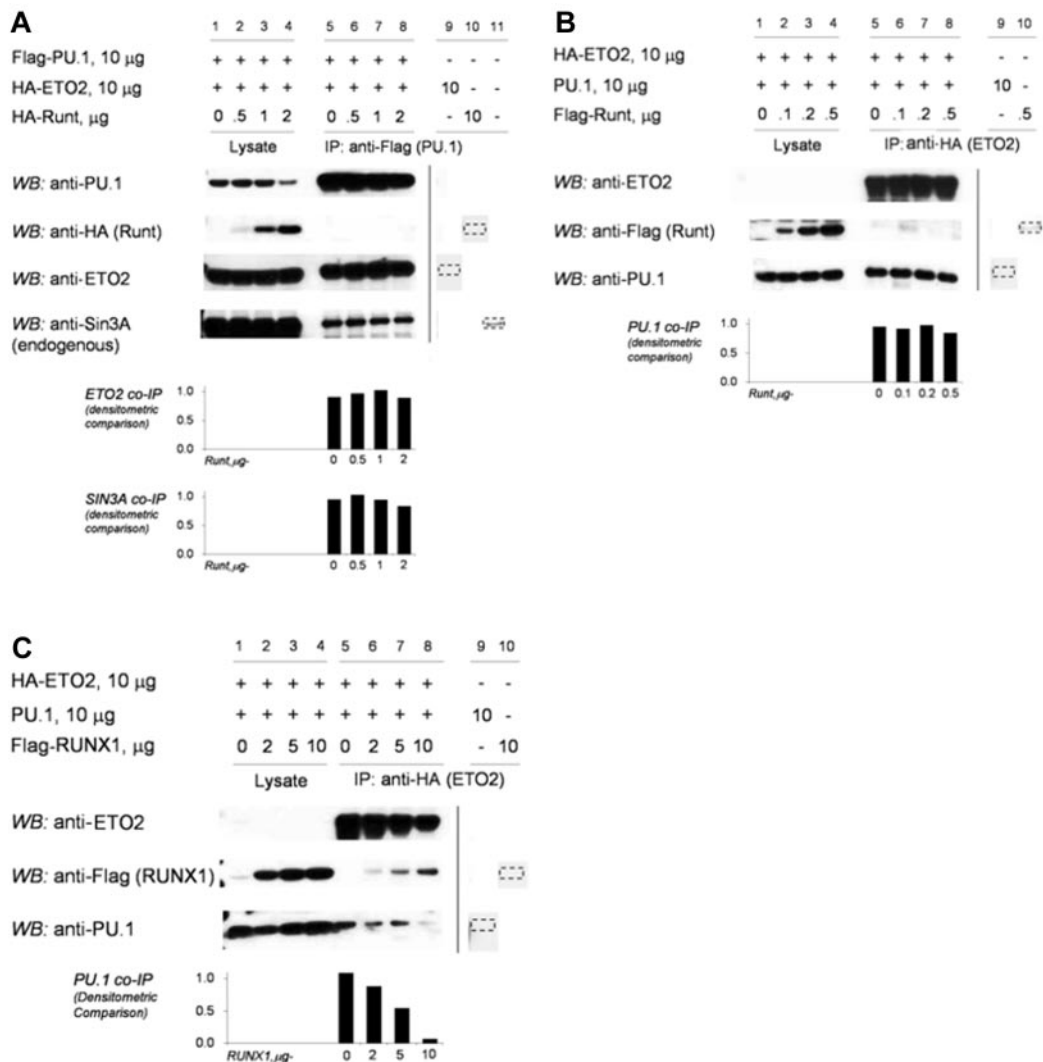 A
1 2 3 4 5 6 7 8 9 10 11
Flag-PU.1, 10 µg + + + + + + + + - - -
HA-ETO2, 10 µg + + + + + + + + 10 - -
HA-Runt, µg 0 .5 1 2 0 .5 1 2 - 10 -
Lysate IP: anti-Flag (PU.1)
WB: anti-PU.1
WB: anti-HA (Runt)
WB: anti-ETO2
WB: anti-Sin3A
(endogenous)
ETO2 co-IP
(densitometric
comparison)
1.0
0.5
0.0
Runt,µg- 0 0.5 1 2
SIN3A co-IP
(densitometric
comparison)
1.0
0.5
0.0
Runt,µg- 0 0.5 1 2
B
1 2 3 4 5 6 7 8 9 10
HA-ETO2, 10 µg + + + + + + + + - -
PU.1, 10 µg + + + + + + + + 10 -
Flag-Runt, µg 0 .1 .2 .5 0 .1 .2 .5 - .5
Lysate IP: anti-HA (ETO2)
WB: anti-ETO2
WB: anti-Flag (Runt)
WB: anti-PU.1
PU.1 co-IP
(densitometric
comparison)
1.0
0.5
0.0
Runt,µg- 0 0.1 0.2 0.5
C
1 2 3 4 5 6 7 8 9 10
HA-ETO2, 10 µg + + + + + + + + - -
PU.1, 10 µg + + + + + + + + 10 -
Flag-RUNX1, µg 0 2 5 10 0 2 5 10 - 10
Lysate IP: anti-HA (ETO2)
WB: anti-ETO2
WB: anti-Flag (RUNX1)
WB: anti-PU.1
PU.1 co-IP
(Densitometric
Comparison)
1.0
0.5
0.0
RUNX1,µg- 0 2 5 10